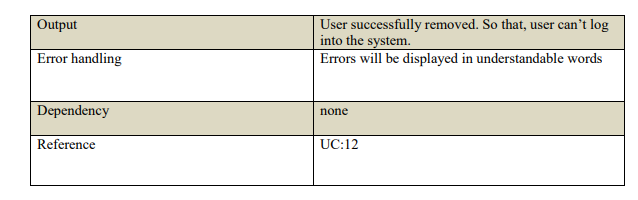 Output
User successfully removed. So that, user can’t log
into the system.
Error handling
Errors will be displayed in understandable words
Dependency
none
Reference
UC:12